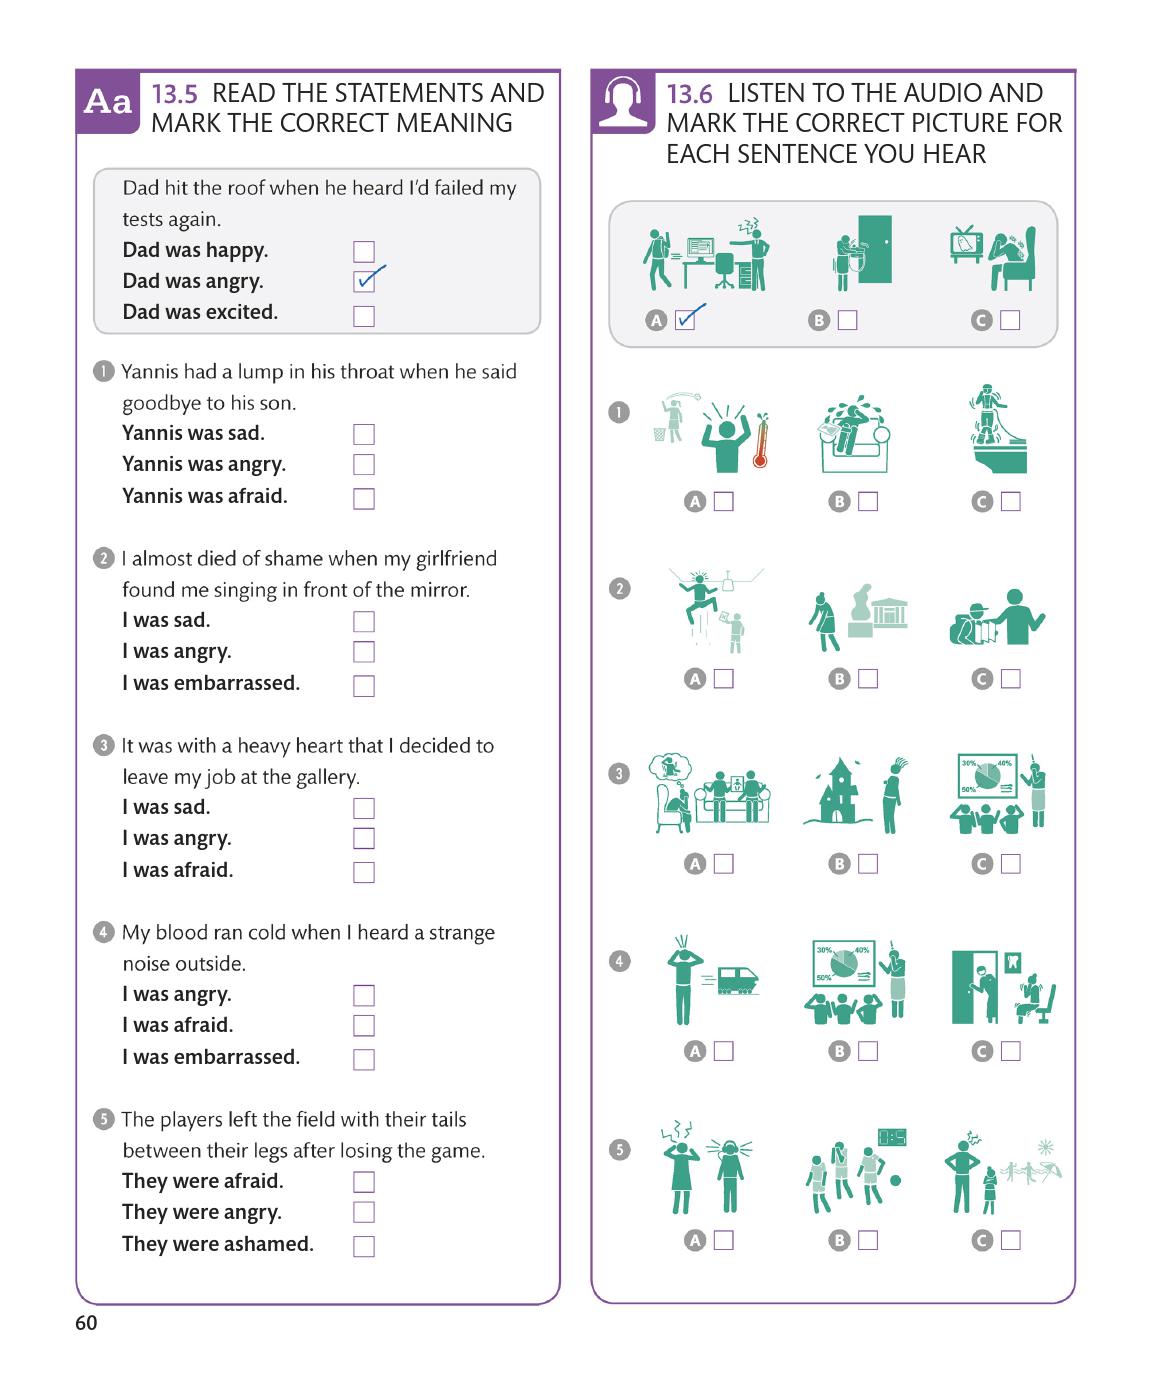 Aa
13.5 READ THE STATEMENTS AND
MARK THE CORRECT MEANING
Dad hit the roof when he heard I'd failed my
tests again.
Dad was happy.
Dad was angry.
Dad was excited.
1 Yannis had a lump in his throat when he said
goodbye to his son.
Yannis was sad.
Yannis was angry.
Yannis was afraid.
2 I almost died of shame when my girlfriend
found me singing in front of the mirror.
I was sad.
I was angry.
I was embarrassed.
3 It was with a heavy heart that I decided to
leave my job at the gallery.
I was sad.
I was angry.
I was afraid.
4 My blood ran cold when I heard a strange
noise outside.
I was angry.
I was afraid.
I was embarrassed.
5 The players left the field with their tails
between their legs after losing the game.
They were afraid.
They were angry.
They were ashamed.
13.6 LISTEN TO THE AUDIO AND
MARK THE CORRECT PICTURE FOR
EACH SENTENCE YOU HEAR
A B C
1
A B C
2
A B C
3
30% 40%
50%
A B C
4
30% 40%
50%
A B C
5
0:5
A B C
60